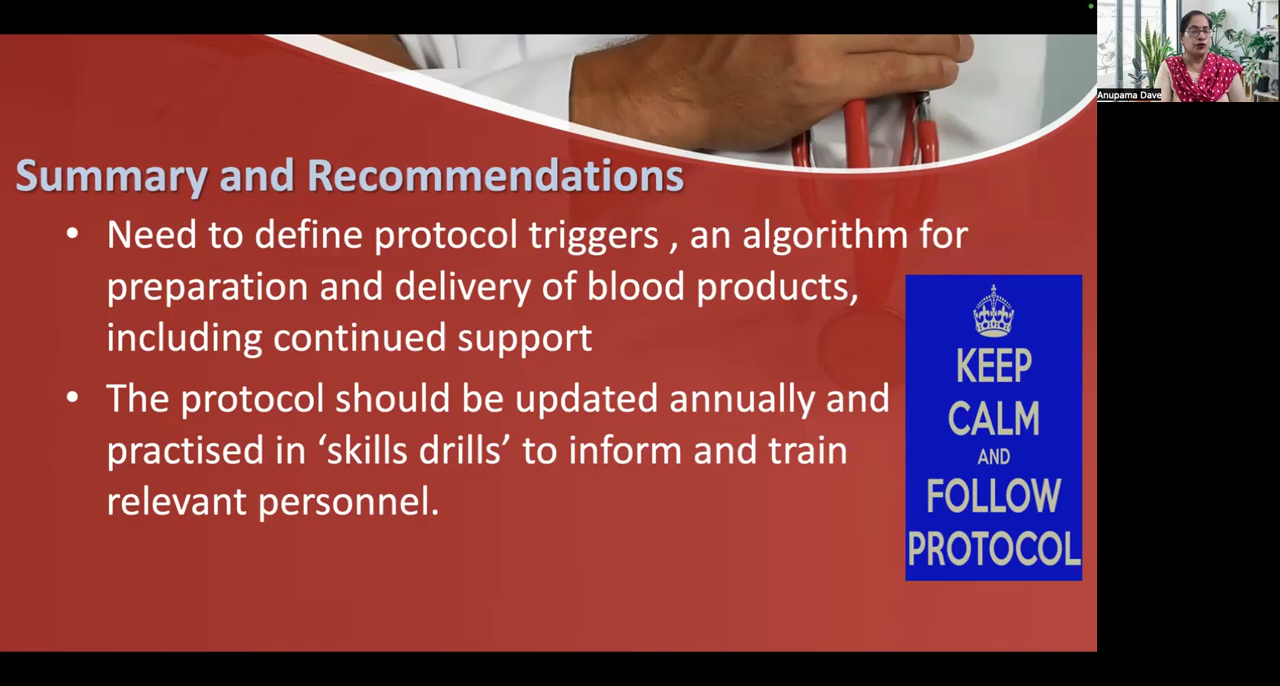 Anupama Dave
Summary and Recommendations
• Need to define protocol triggers , an algorithm for
preparation and delivery of blood products,
including continued support
• The protocol should be updated annually and
practised in ‘skills drills’ to inform and train
relevant personnel.
KEEP
CALM
AND
FOLLOW
PROTOCOL